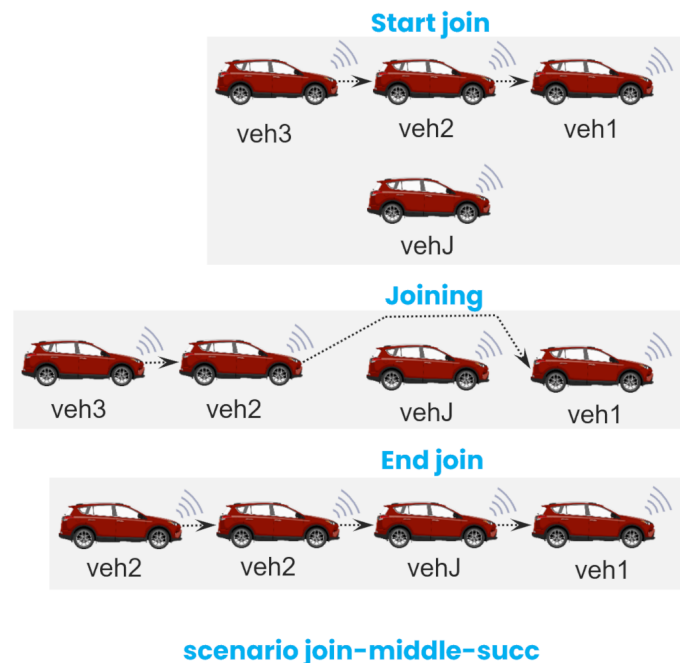 Start join
veh3 veh2 veh1
vehJ
Joining
veh3 veh2 vehJ veh1
End join
veh2 veh2 vehJ veh1
scenario join-middle-succ